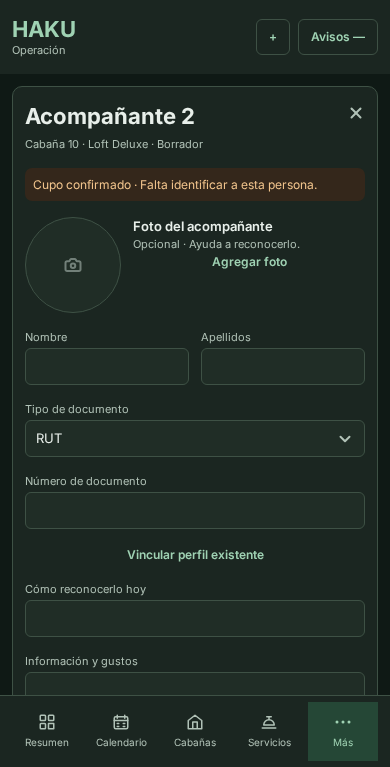 HAKU
Operación
+
Avisos —
Acompañante 2
Cabaña 10 · Loft Deluxe · Borrador
Cupo confirmado · Falta identificar a esta persona.
Foto del acompañante
Opcional · Ayuda a reconocerlo.
Agregar foto
Nombre
Apellidos
Tipo de documento
RUT
Número de documento
Vincular perfil existente
Cómo reconocerlo hoy
Información y gustos
Resumen
Calendario
Cabañas
Servicios
Más